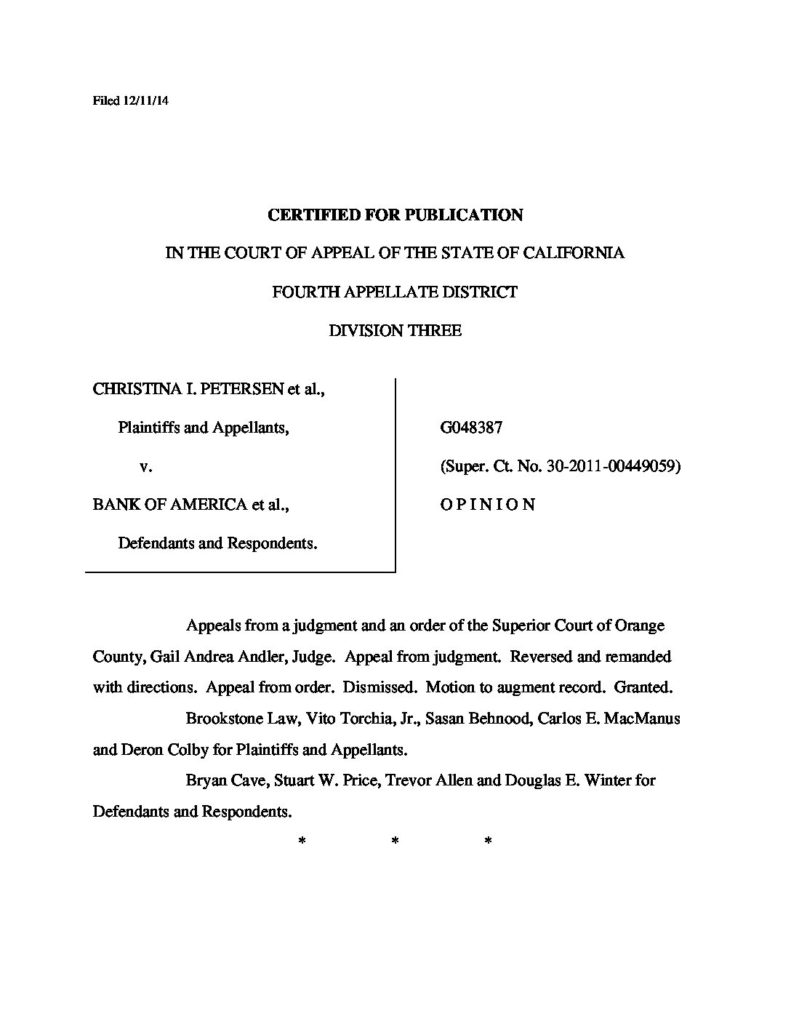 Filed 12/11/14
CERTIFIED FOR PUBLICATION
IN THE COURT OF APPEAL OF THE STATE OF CALIFORNIA
FOURTH APPELLATE DISTRICT
DIVISION THREE
CHRISTINA I. PETERSEN et al.,
Plaintiffs and Appellants,
v.
BANK OF AMERICA et al.,
Defendants and Respondents.
G048387
(Super. Ct. No. 30-2011-00449059)
O P I N I O N
Appeals from a judgment and an order of the Superior Court of Orange
County, Gail Andrea Andler, Judge. Appeal from judgment. Reversed and remanded
with directions. Appeal from order. Dismissed. Motion to augment record. Granted.
Brookstone Law, Vito Torchia, Jr., Sasan Behnood, Carlos E. MacManus
and Deron Colby for Plaintiffs and Appellants.
Bryan Cave, Stuart W. Price, Trevor Allen and Douglas E. Winter for
Defendants and Respondents.
* * *